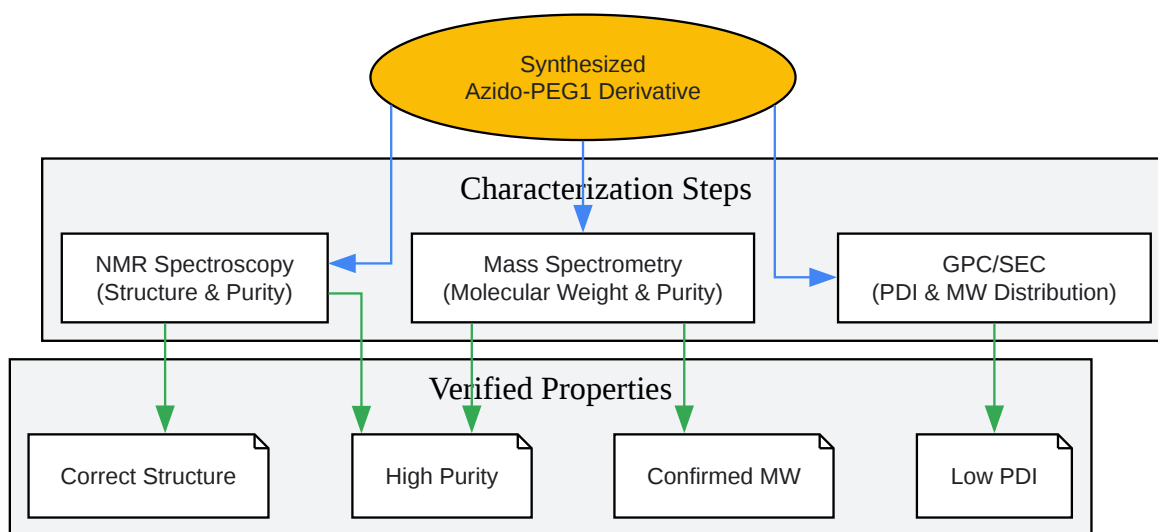 Synthesized
Azido-PEG1 Derivative
Characterization Steps
NMR Spectroscopy
(Structure & Purity)
Mass Spectrometry
(Molecular Weight & Purity)
GPC/SEC
(PDI & MW Distribution)
Verified Properties
Correct Structure
High Purity
Confirmed MW
Low PDI